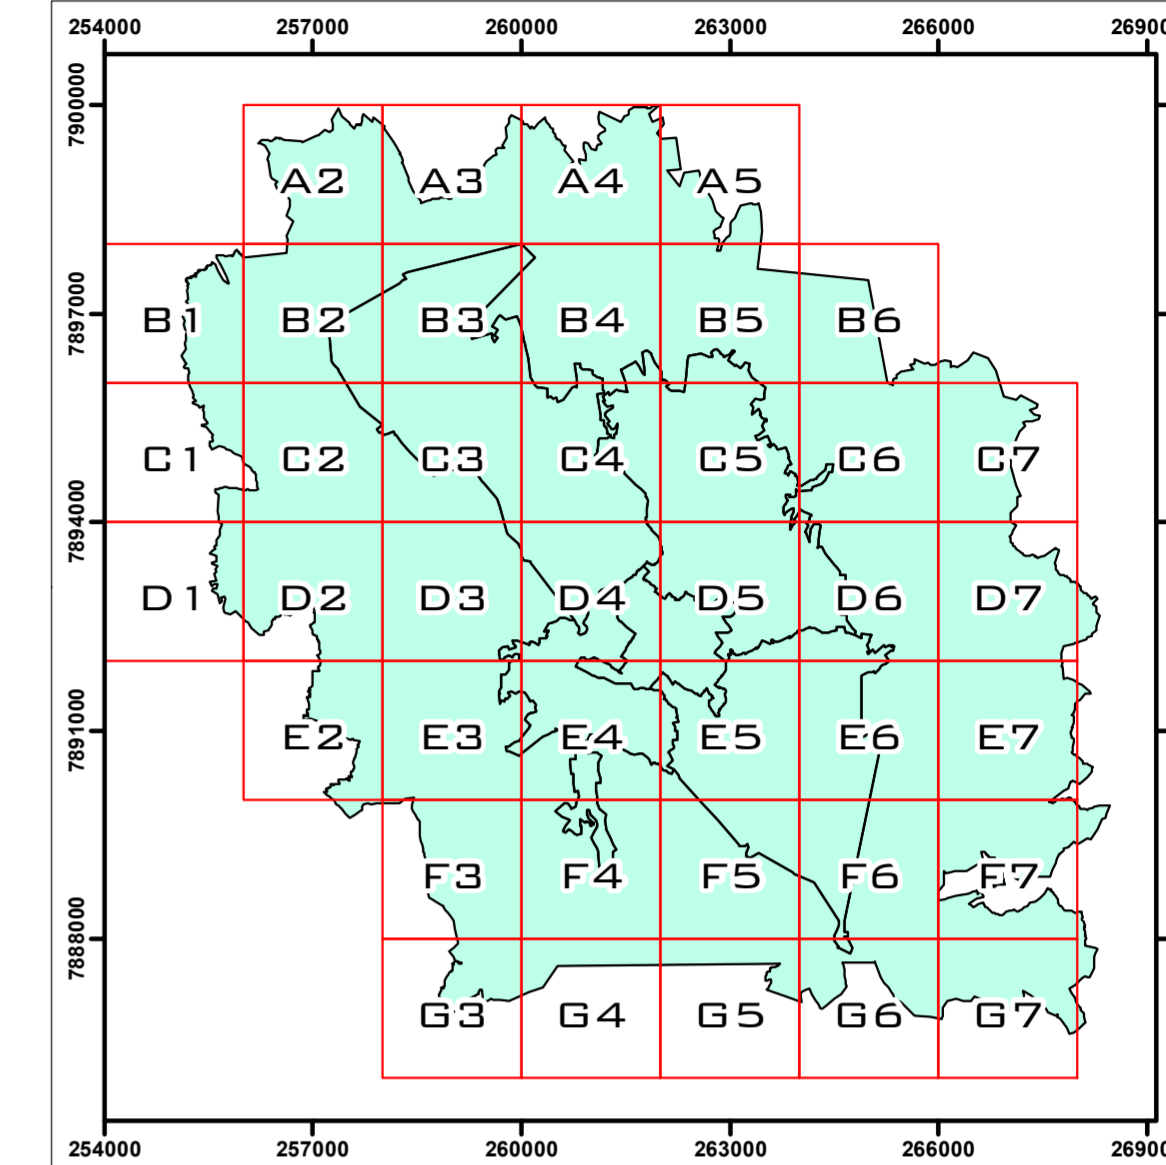 254000 257000 260000 263000 266000 26900
7900000
A2 A3 A4 A5
7897000
B1 B2 B3 B4 B5 B6
C1 C2 C3 C4 C5 C6 C7
7894000
D1 D2 D3 D4 D5 D6 D7
7891000
E2 E3 E4 E5 E6 E7
F3 F4 F5 F6 F7
7888000
G3 G4 G5 G6 G7
254000 257000 260000 263000 266000 26900